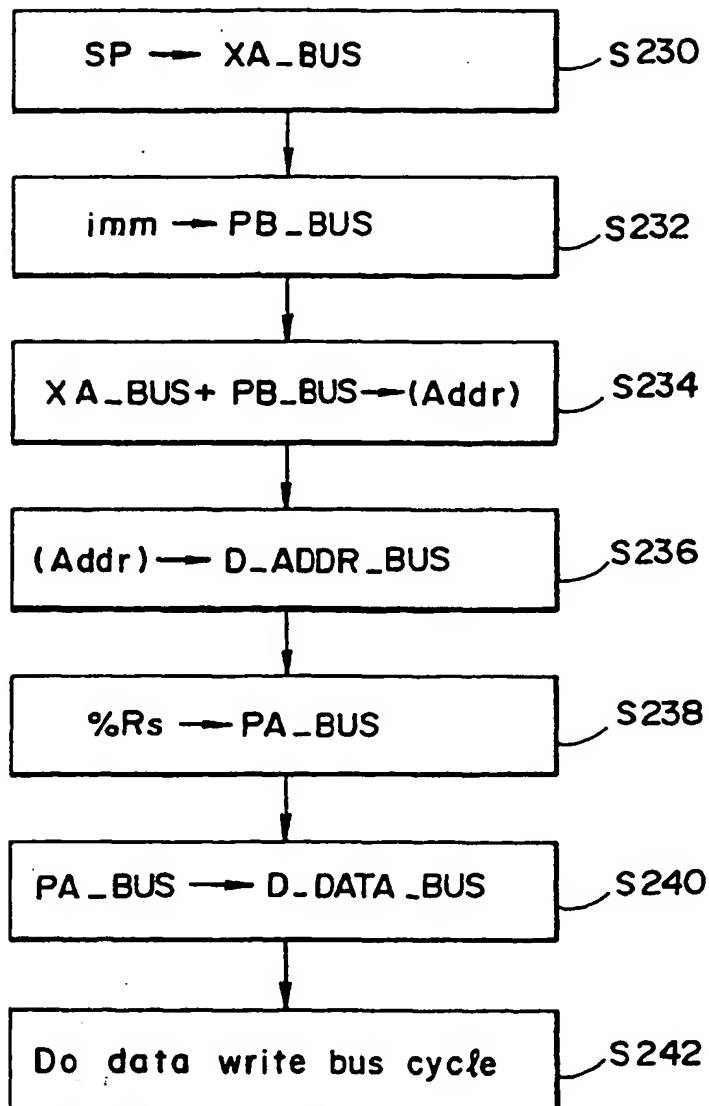 SP → XA_BUS
S230
imm → PB_BUS
S232
XA_BUS+ PB_BUS→(Addr)
S234
(Addr) → D_ADDR_BUS
S236
%Rs → PA_BUS
S238
PA_BUS → D_DATA_BUS
S240
Do data write bus cycle
S242